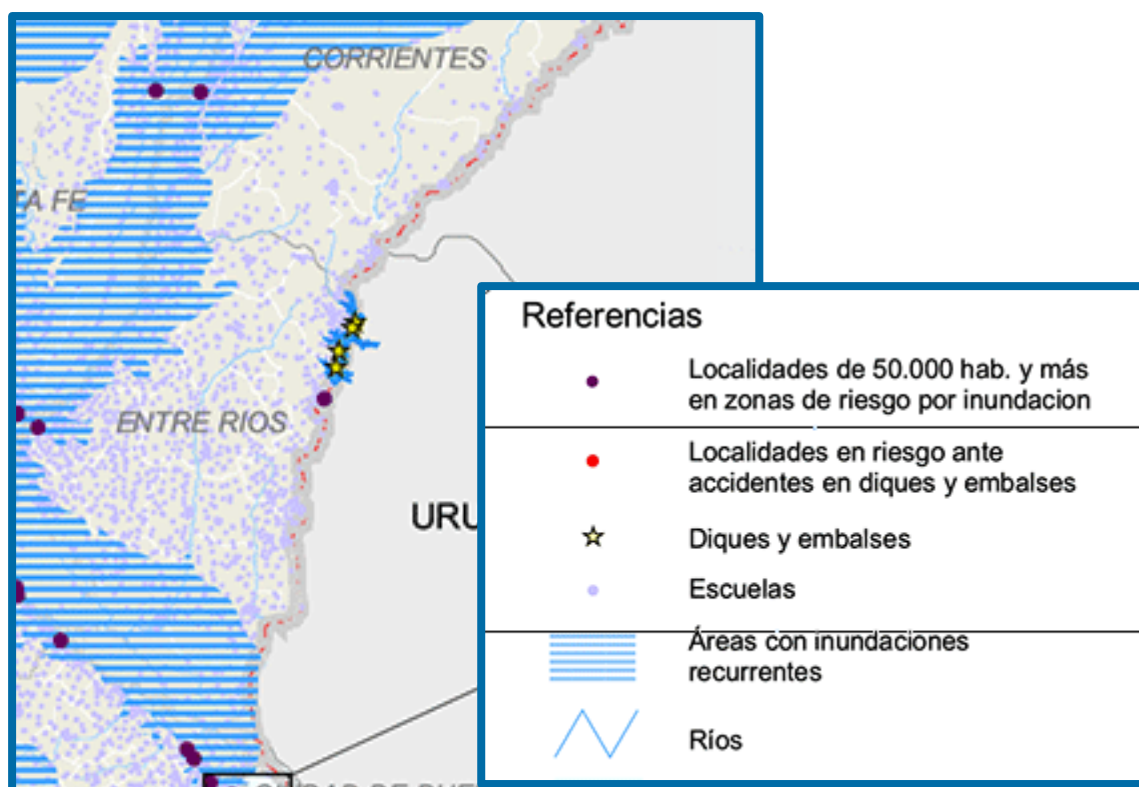 CORRIENTES
TA FE
ENTRE RIOS
URU
Referencias
Localidades de 50.000 hab. y más
en zonas de riesgo por inundacion
Localidades en riesgo ante
accidentes en diques y embalses
Diques y embalses
Escuelas
Áreas con inundaciones
recurrentes
Ríos